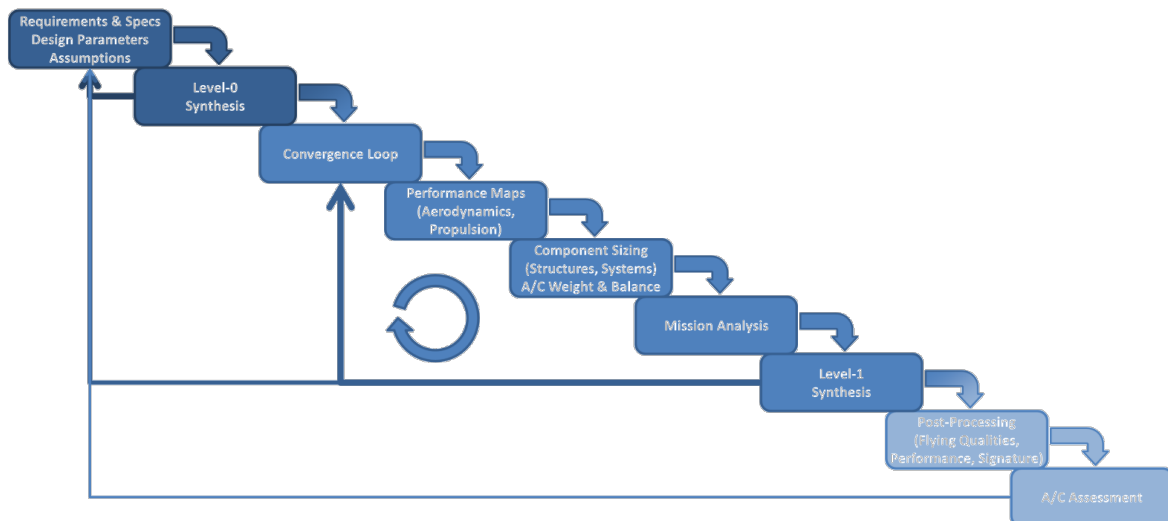 Requirements & Specs
Design Parameters
Assumptions
Level-0
Synthesis
Convergence Loop
Performance Maps
(Aerodynamics,
Propulsion)
Component Sizing
(Structures, Systems)
A/C Weight & Balance
Mission Analysis
Level-1
Synthesis
Post-Processing
(Flying Qualities,
Performance, Signature)
A/C Assessment